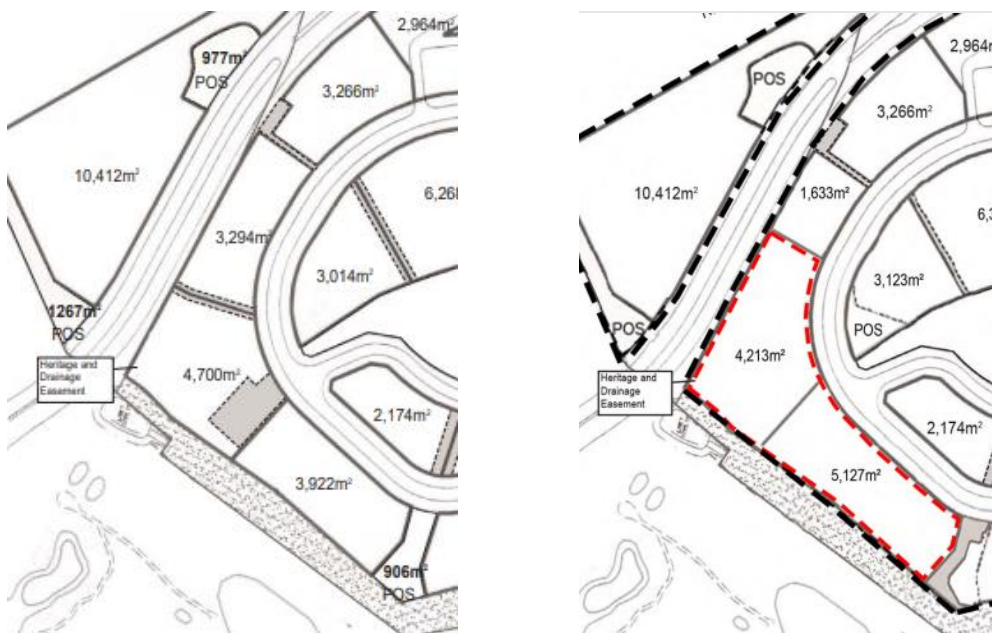 2,964m²
977m²
POS
3,266m²
10,412m²
6,268
3,294m²
3,014m²
1267m²
POS
Heritage and
Drainage
Easement
4,700m²
2,174m²
3,922m²
906m²
POS
2,964m
POS
3,266m²
10,412m²
1,633m²
6,3
3,123m²
POS
POS
4,213m²
Heritage and
Drainage
Easement
2,174m²
5,127m²